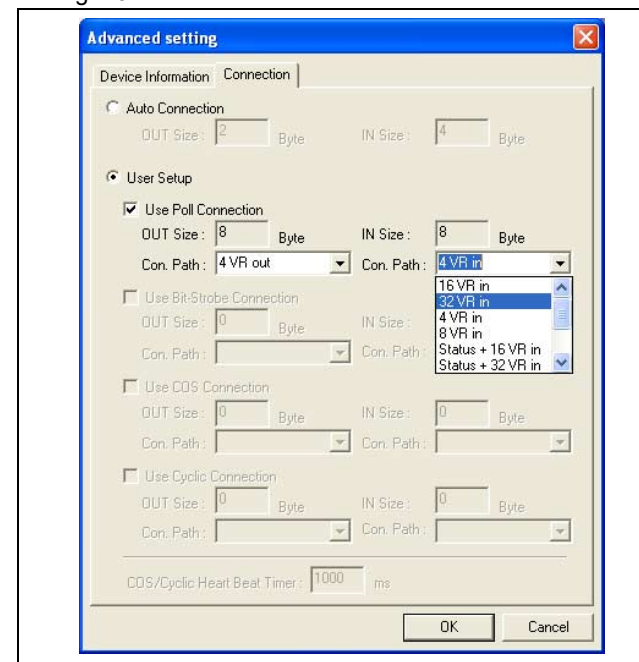 Advanced setting
Device Information Connection
Auto Connection
OUT Size : 2 Byte IN Size : 4 Byte
User Setup
Use Poll Connection
OUT Size : 8 Byte IN Size : 8 Byte
Con. Path : 4 VR out Con. Path : 4 VR in
16 VR in
32 VR in
4 VR in
8 VR in
Status + 16 VR in
Status + 32 VR in
Use Bit-Strobe Connection
OUT Size : 0 Byte IN Size :
Con. Path : Con. Path :
Use COS Connection
OUT Size : 0 Byte IN Size : 0 Byte
Con. Path : Con. Path :
Use Cyclic Connection
OUT Size : 0 Byte IN Size : 0 Byte
Con. Path : Con. Path :
COS/Cyclic Heart Beat Timer : 1000 ms
OK Cancel